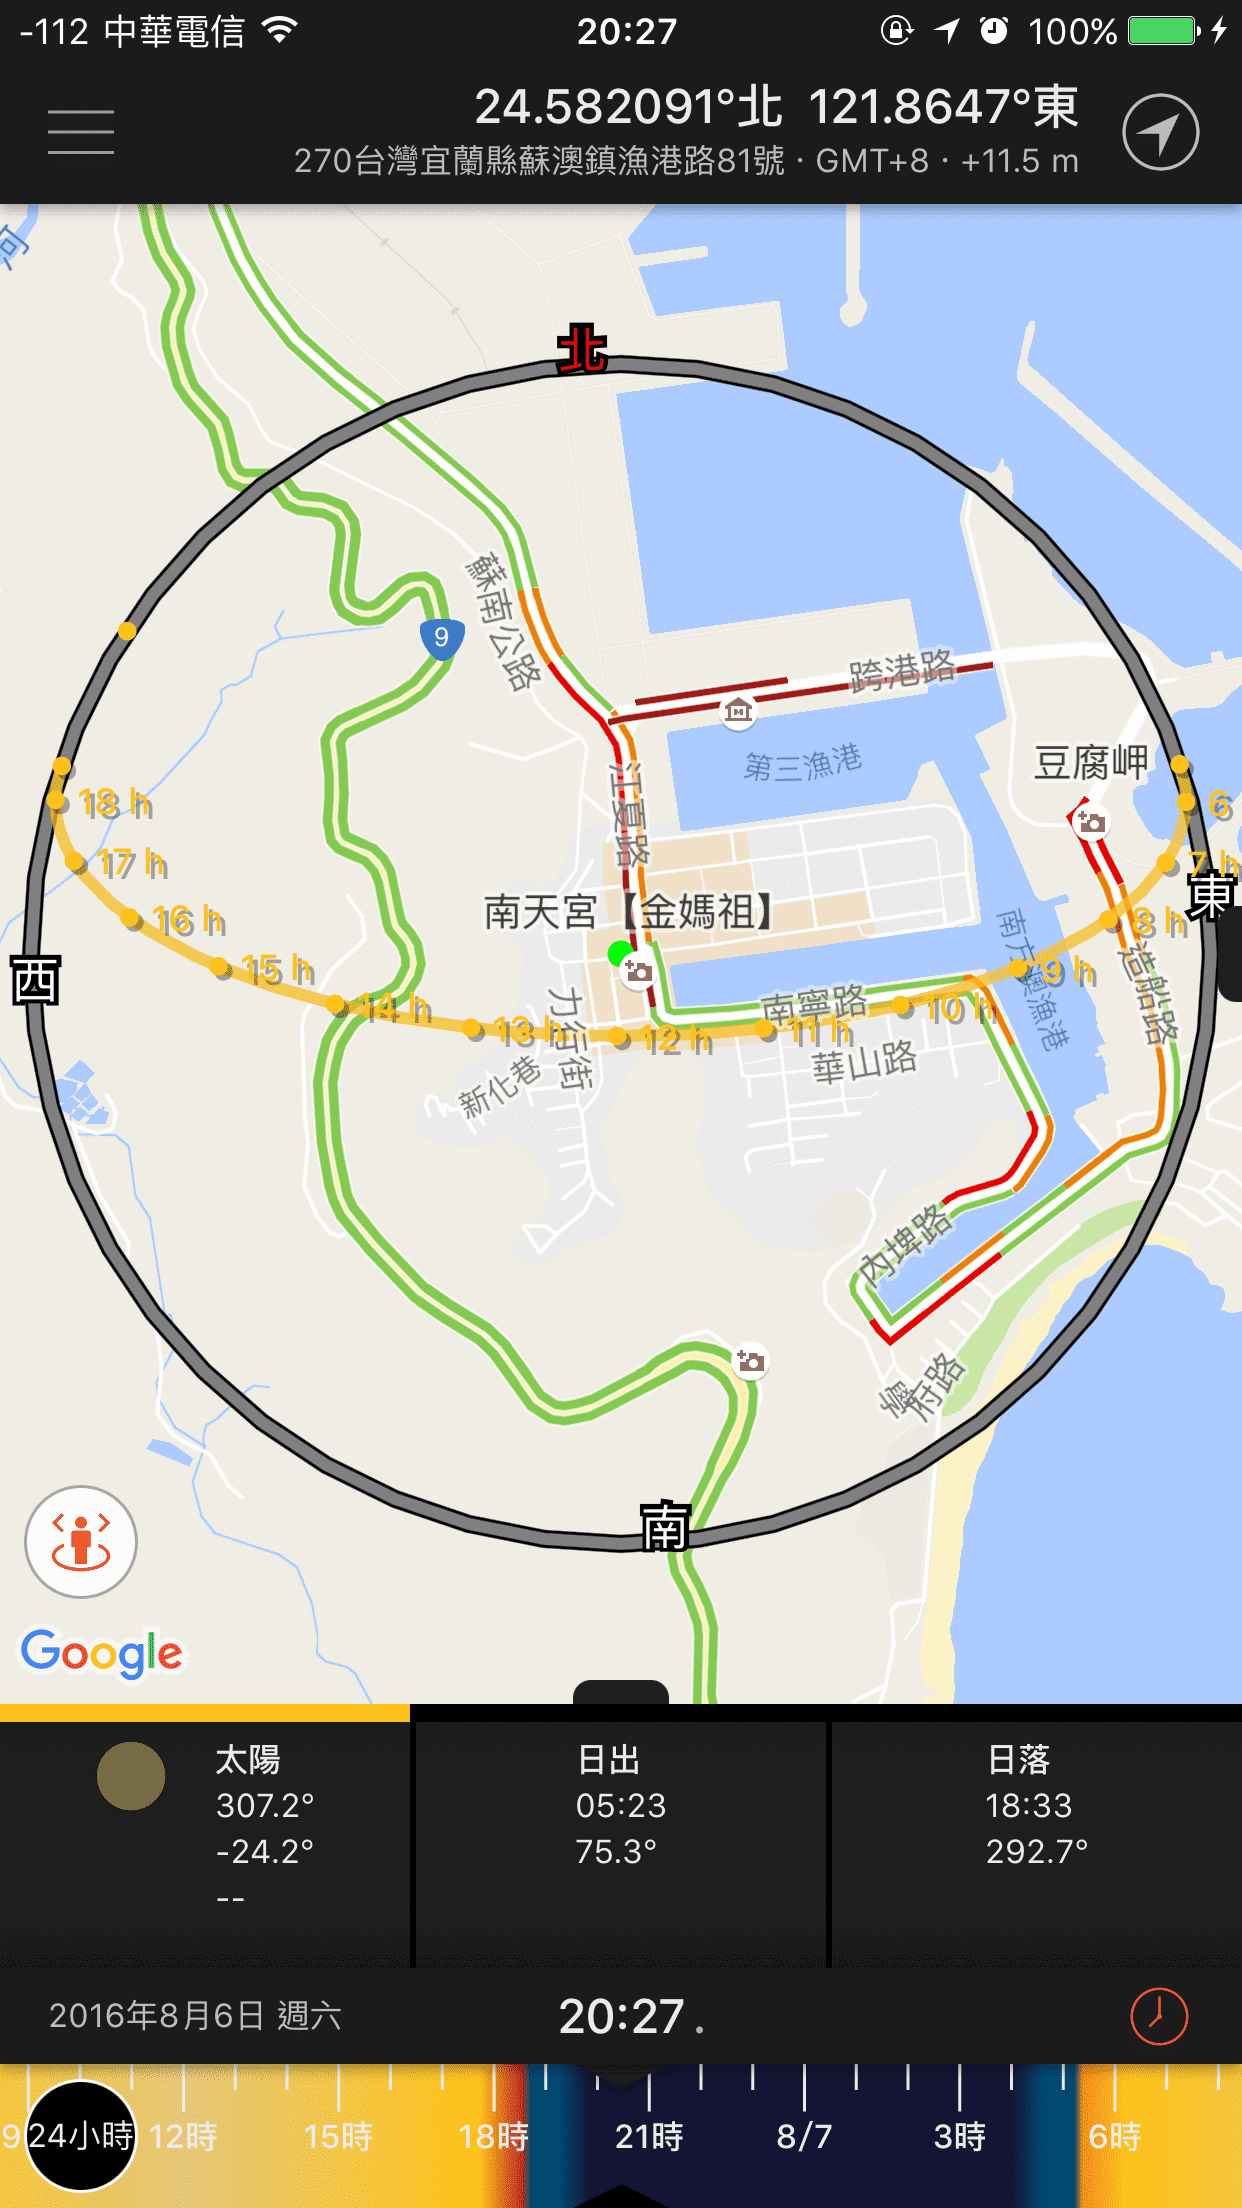 -112 中華電信 20:27 100%
24.582091°北 121.8647°東
270台灣宜蘭縣蘇澳鎮漁港路81號 · GMT+8 · +11.5 m
河
北
蘇南公路
9
跨港路
第三漁港
豆腐岬
江夏路
18 h
6
17 h
7 h
東
南天宮【金媽祖】
16 h
8 h
15 h
9 h
西
造船路
14 h
南寧路
10 h
13 h
12 h
11 h
力行街
華山路
新化巷
內埤路
府路
南
Google
太陽
307.2°
-24.2°
--
日出
05:23
75.3°
日落
18:33
292.7°
2016年8月6日 週六 20:27 .
9 24小時 12時 15時 18時 21時 8/7 3時 6時